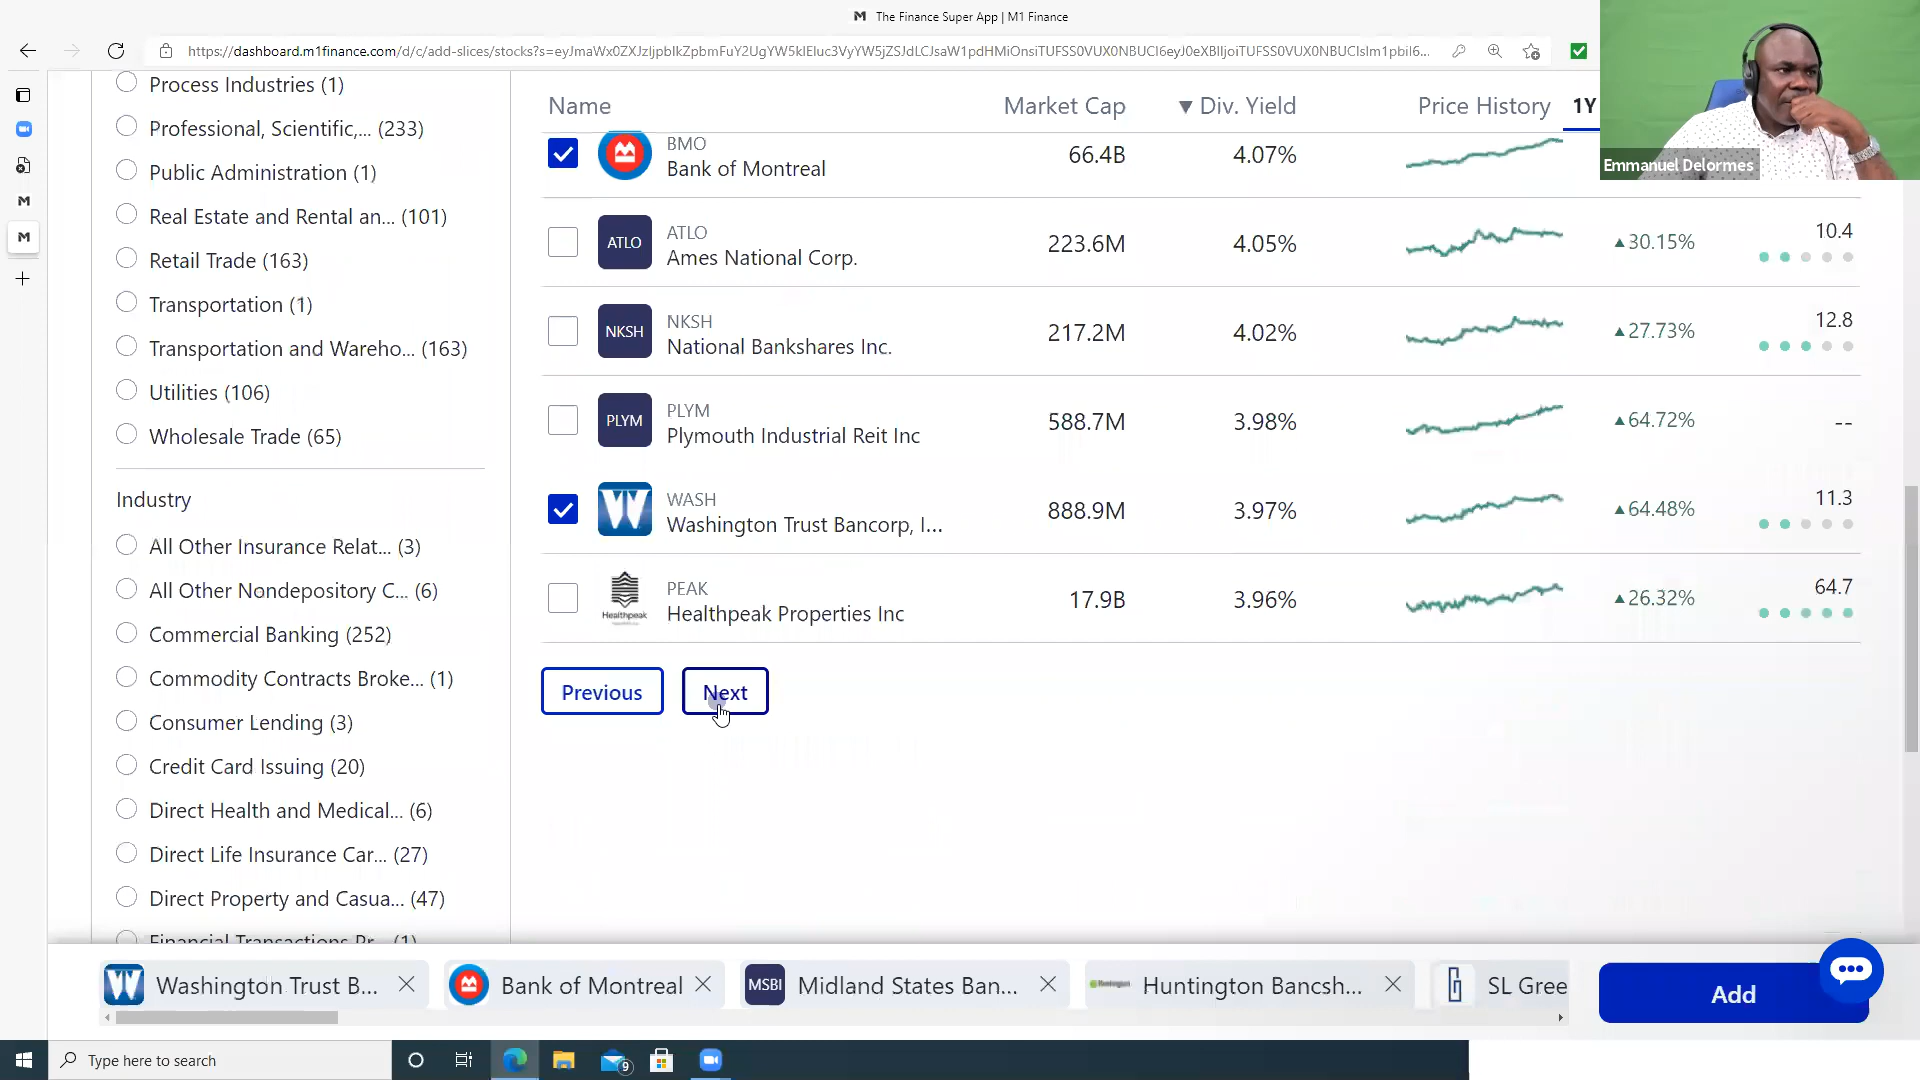 The Finance Super App | M1 Finance
Process Industries (1)
Professional, Scientific,... (233)
Public Administration (1)
Real Estate and Rental an... (101)
Retail Trade (163)
Transportation (1)
Transportation and Wareho... (163)
Utilities (106)
Wholesale Trade (65)
Industry
All Other Insurance Relat... (3)
All Other Nondepository C... (6)
Commercial Banking (252)
Commodity Contracts Broke... (1)
Consumer Lending (3)
Credit Card Issuing (20)
Direct Health and Medical... (6)
Direct Life Insurance Car... (27)
Direct Property and Casua... (47)
Name Market Cap ▼ Div. Yield Price History 1Y
Emmanuel Delormes
BMO
Bank of Montreal 66.4B 4.07%
ATLO ATLO
Ames National Corp. 223.6M 4.05% ▲30.15% 10.4
NKSH NKSH
National Bankshares Inc. 217.2M 4.02% ▲27.73% 12.8
PLYM PLYM
Plymouth Industrial Reit Inc 588.7M 3.98% ▲64.72% --
W WASH
Washington Trust Bancorp, I... 888.9M 3.97% ▲64.48% 11.3
Healthpeak PEAK
Healthpeak Properties Inc 17.9B 3.96% ▲26.32% 64.7
Previous Next
W Washington Trust B... Bank of Montreal MSBI Midland States Ban... Huntington Huntington Bancsh... SL Gree Add
Type here to search 9